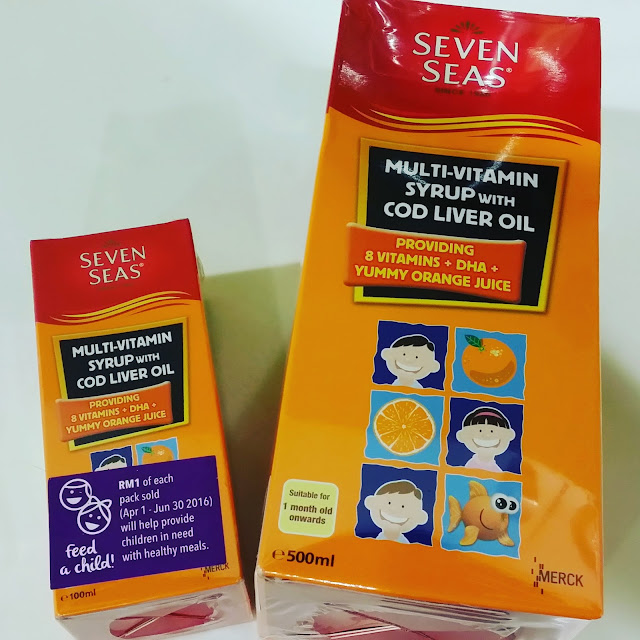 SEVEN
SEAS®
MULTI-VITAMIN
SYRUP WITH
COD LIVER OIL
PROVIDING
8 VITAMINS + DHA +
YUMMY ORANGE JUICE
RM1 of each
pack sold
(Apr 1 - Jun 30 2016)
will help provide
children in need
with healthy meals.
feed
a child!
℮100ml
SEVEN
SEAS®
MULTI-VITAMIN
SYRUP WITH
COD LIVER OIL
PROVIDING
8 VITAMINS + DHA +
YUMMY ORANGE JUICE
Suitable for
1 month old
onwards
℮500ml
MERCK